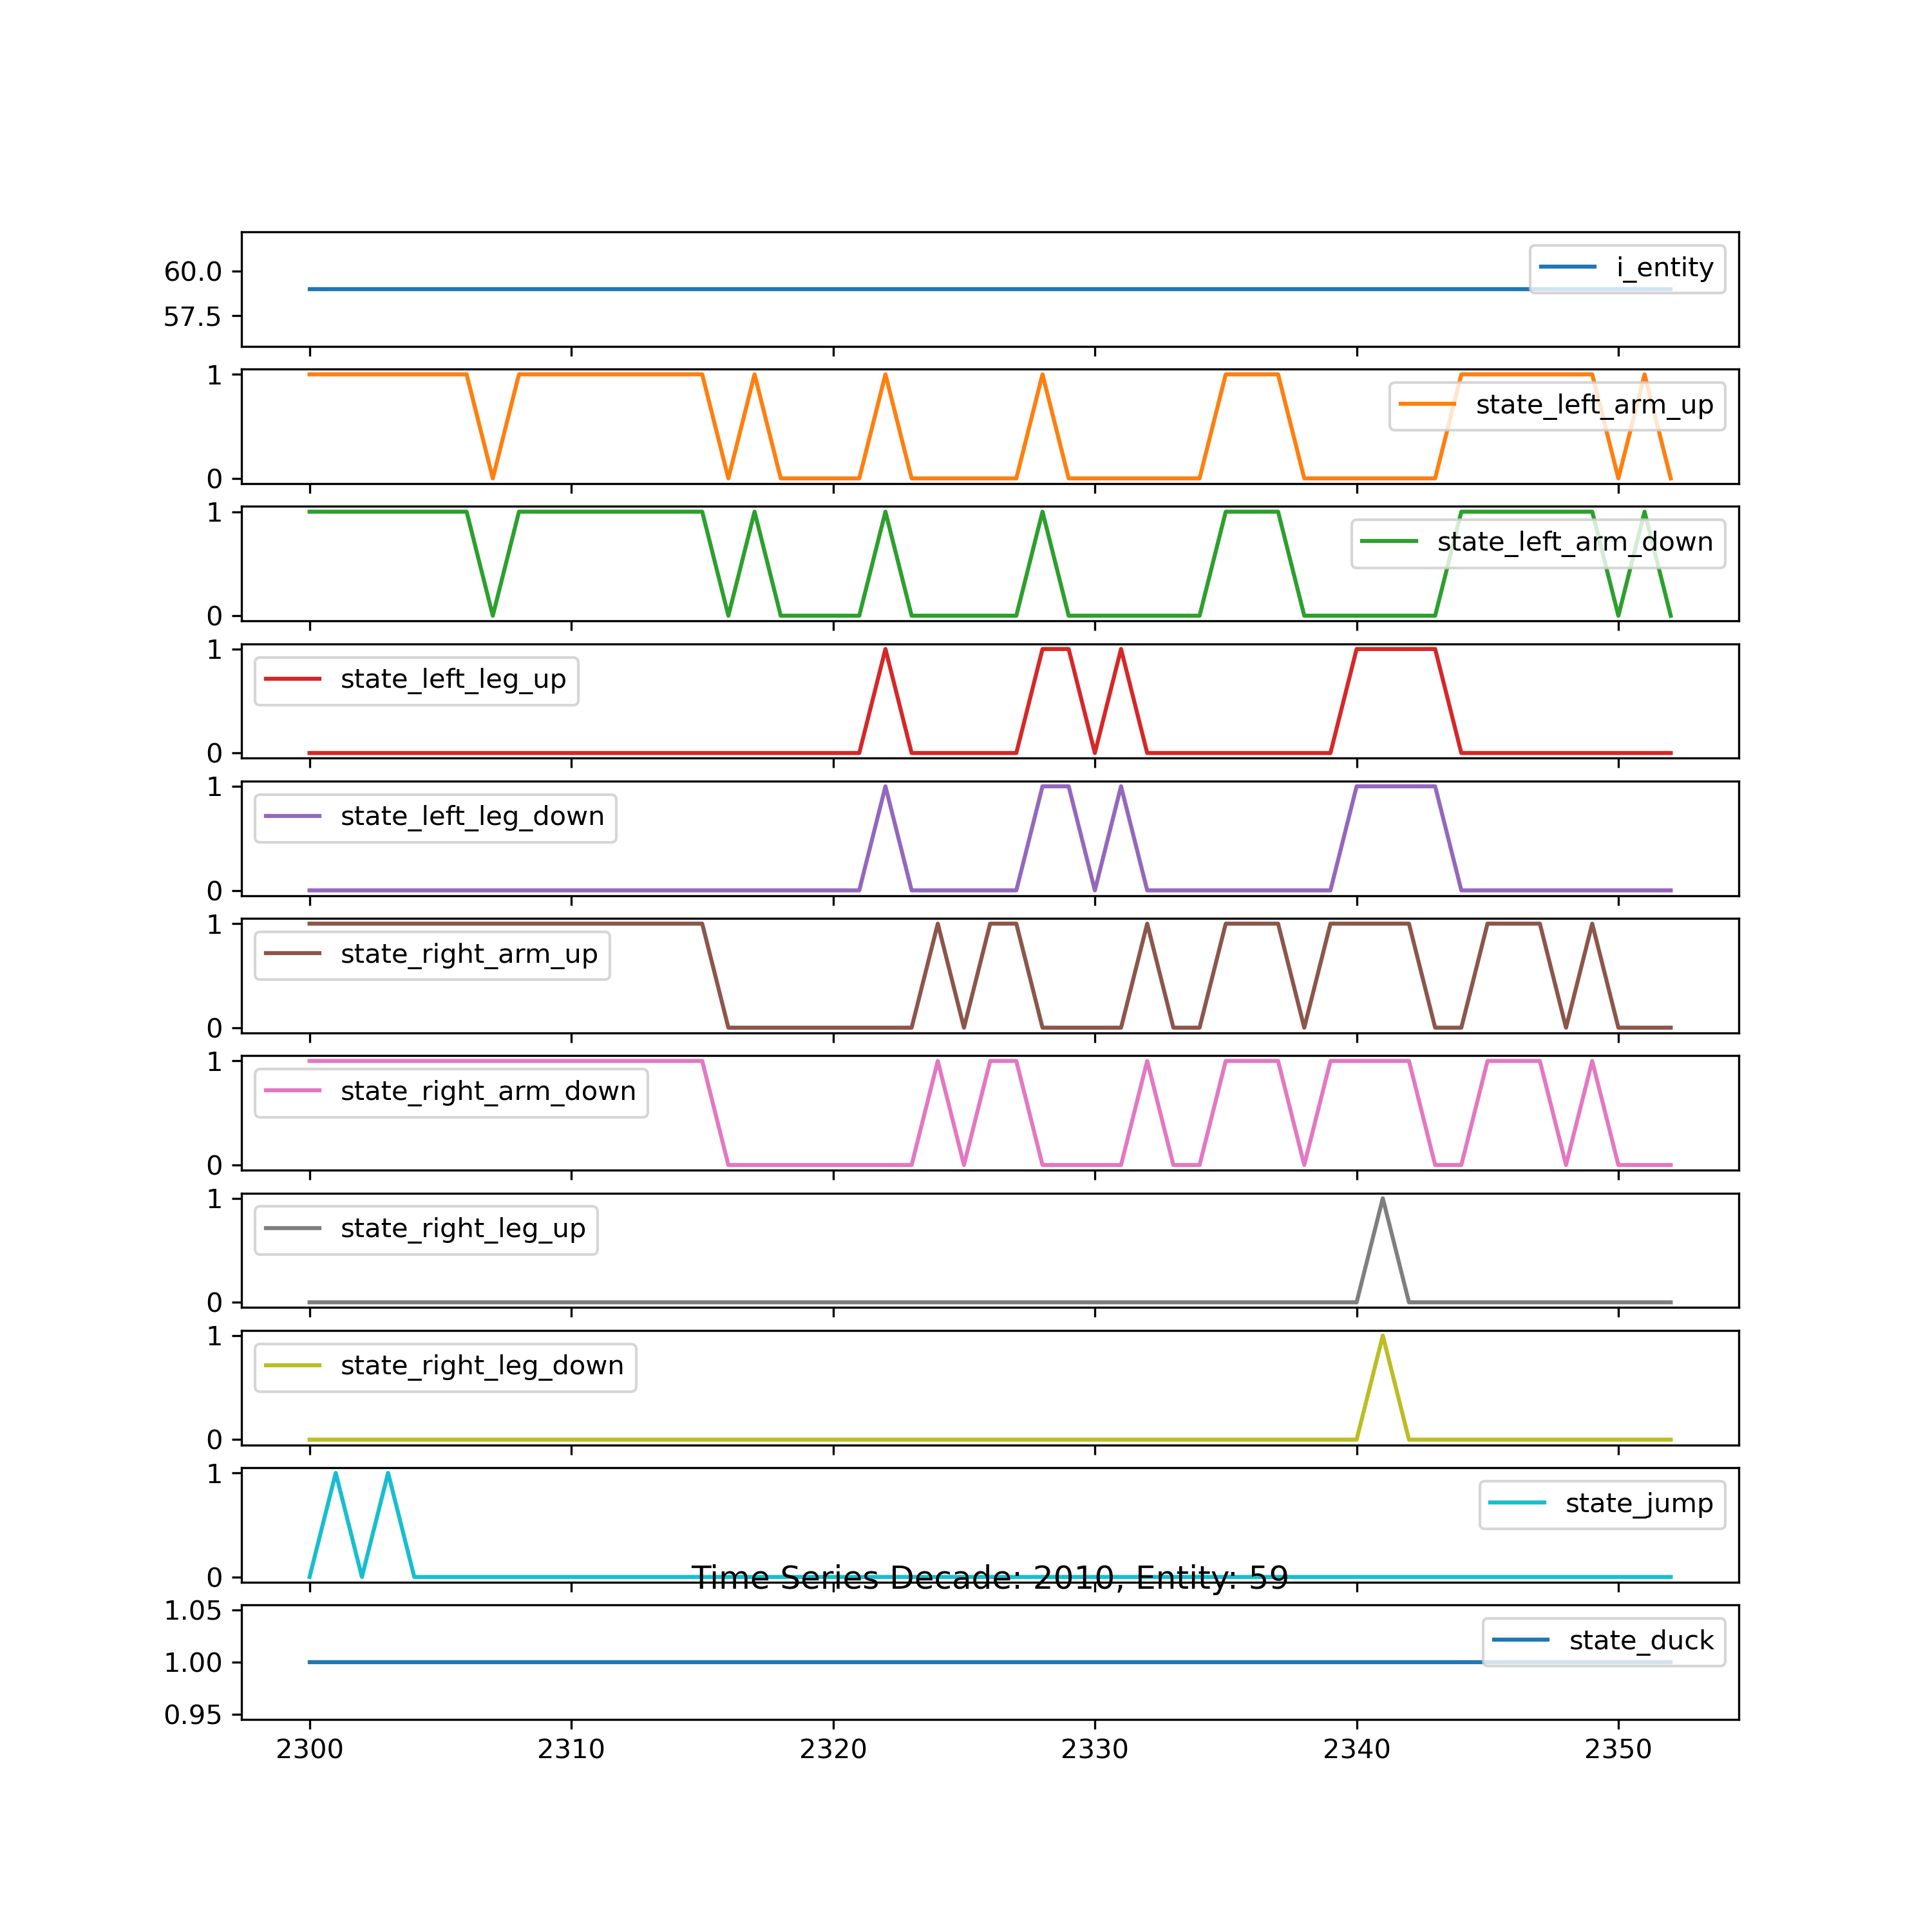 60.0
57.5
i_entity
1
0
state_left_arm_up
1
0
state_left_arm_down
1
0
state_left_leg_up
1
0
state_left_leg_down
1
0
state_right_arm_up
1
0
state_right_arm_down
1
0
state_right_leg_up
1
0
state_right_leg_down
1
0
state_jump
Time Series Decade: 2010, Entity: 59
1.05
1.00
0.95
state_duck
2300 2310 2320 2330 2340 2350